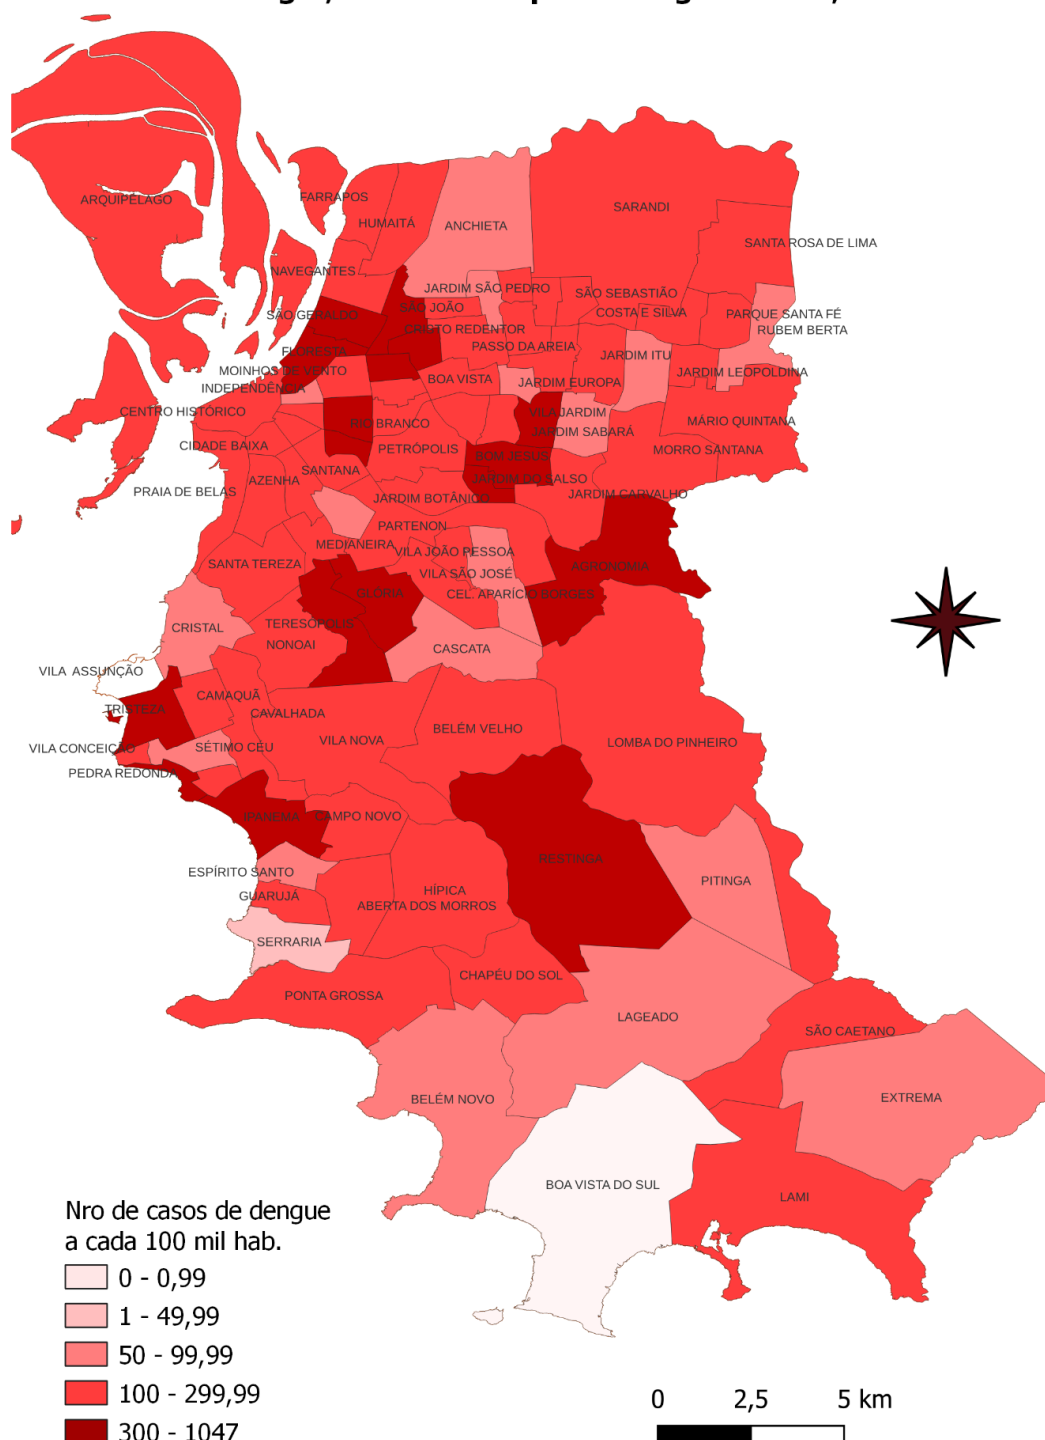 ARQUIPÉLAGO
FARRAPOS
HUMAITÁ
ANCHIETA
SARANDI
SANTA ROSA DE LIMA
NAVEGANTES
JARDIM SÃO PEDRO
SÃO SEBASTIÃO
SÃO JOÃO
SÃO GERALDO
COSTA E SILVA
PARQUE SANTA FÉ
CRISTO REDENTOR
RUBEM BERTA
FLORESTA
PASSO DA AREIA
JARDIM ITU
MOINHOS DE VENTO
JARDIM LEOPOLDINA
INDEPENDÊNCIA
BOA VISTA
JARDIM EUROPA
CENTRO HISTÓRICO
VILA JARDIM
RIO BRANCO
MÁRIO QUINTANA
JARDIM SABARÁ
CIDADE BAIXA
PETRÓPOLIS
MORRO SANTANA
BOM JESUS
SANTANA
AZENHA
JARDIM DO SALSO
PRAIA DE BELAS
JARDIM BOTÂNICO
JARDIM CARVALHO
PARTENON
MEDIANEIRA
VILA JOÃO PESSOA
SANTA TEREZA
AGRONOMIA
VILA SÃO JOSÉ
GLÓRIA
CEL. APARÍCIO BORGES
TERESÓPOLIS
CRISTAL
NONOAI
CASCATA
VILA ASSUNÇÃO
CAMAQUÃ
TRISTEZA
CAVALHADA
BELÉM VELHO
VILA NOVA
LOMBA DO PINHEIRO
VILA CONCEIÇÃO
SÉTIMO CÉU
PEDRA REDONDA
IPANEMA
CAMPO NOVO
RESTINGA
ESPÍRITO SANTO
PITINGA
HÍPICA
GUARUJÁ
ABERTA DOS MORROS
SERRARIA
CHAPÉU DO SOL
PONTA GROSSA
LAGEADO
SÃO CAETANO
BELÉM NOVO
EXTREMA
BOA VISTA DO SUL
LAMI
Nro de casos de dengue
a cada 100 mil hab.
0 - 0,99
1 - 49,99
50 - 99,99
100 - 299,99
300 - 1047
0 2,5 5 km